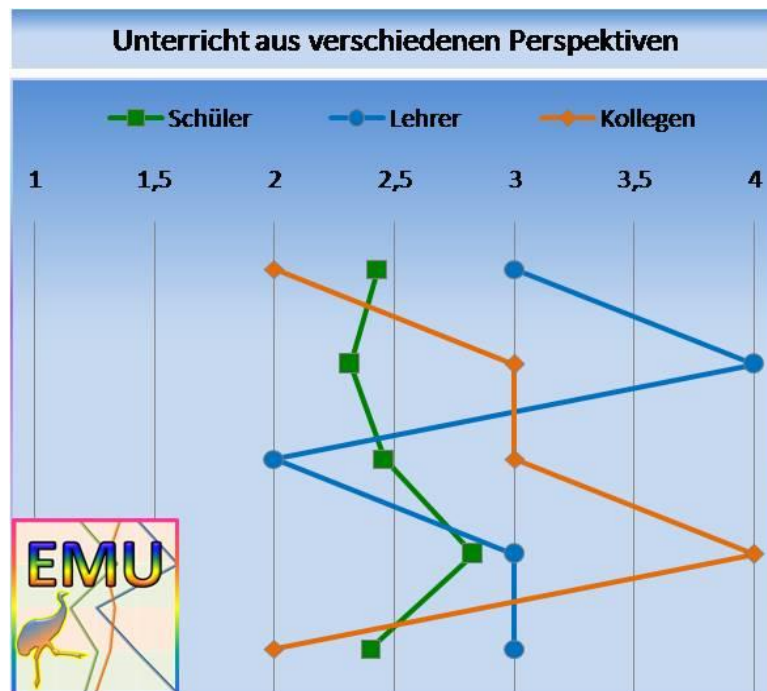 Unterricht aus verschiedenen Perspektiven
Schüler Lehrer Kollegen
1 1,5 2 2,5 3 3,5 4
EMU